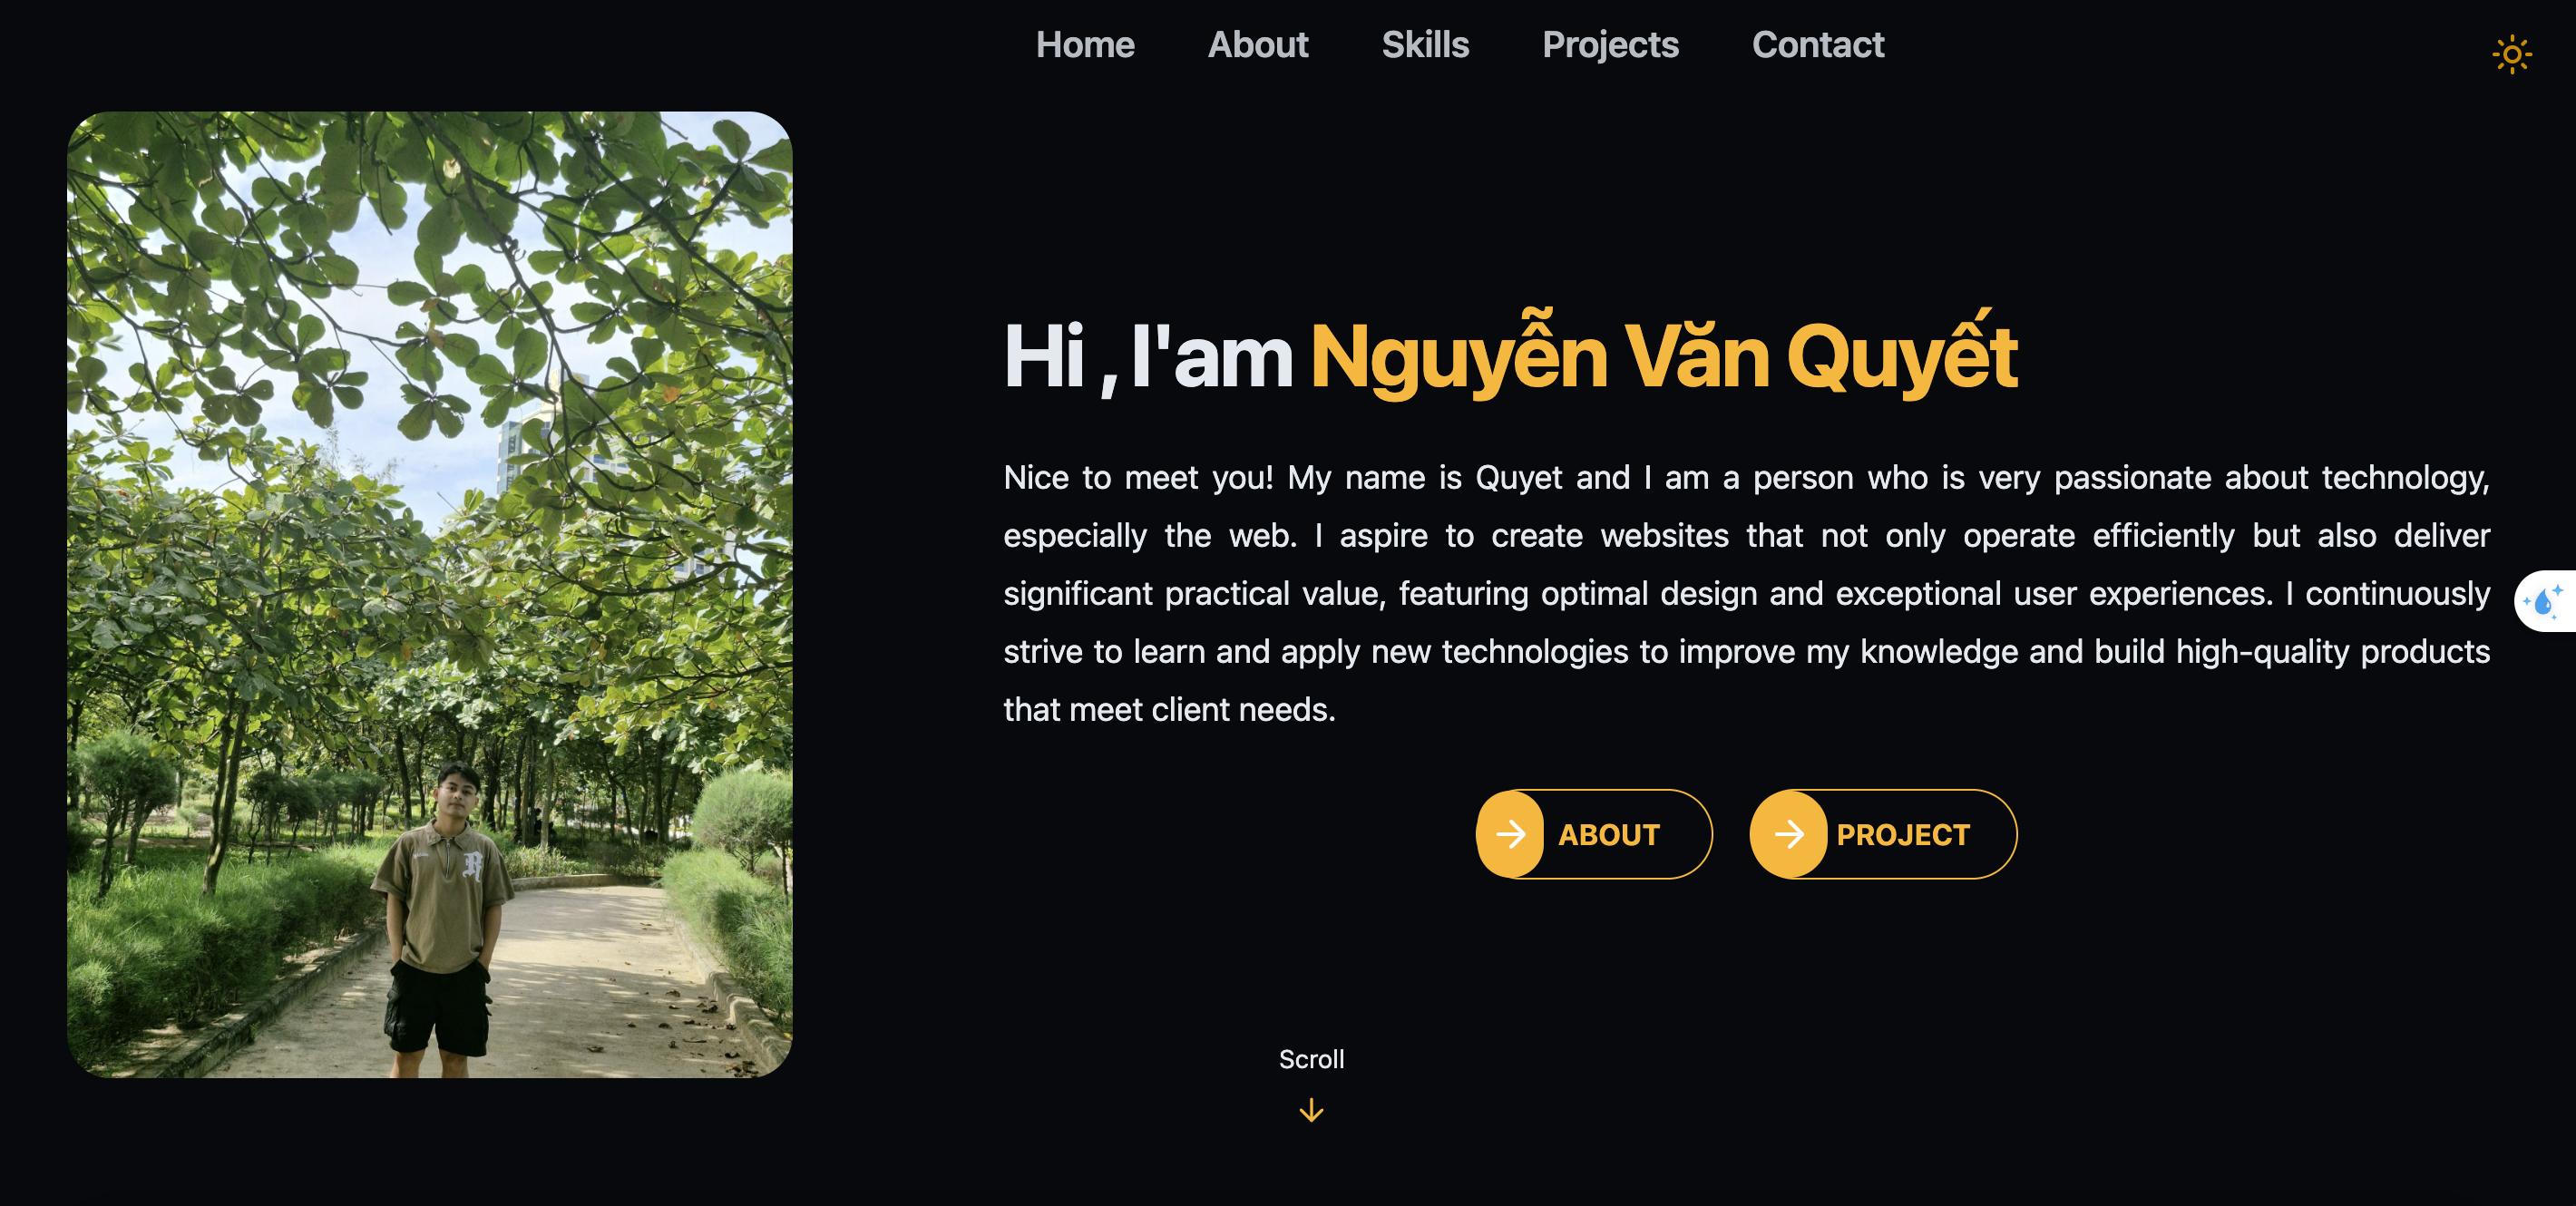 Home About Skills Projects Contact
Hi , I'am Nguyễn Văn Quyết
Nice to meet you! My name is Quyet and I am a person who is very passionate about technology,
especially the web. I aspire to create websites that not only operate efficiently but also deliver
significant practical value, featuring optimal design and exceptional user experiences. I continuously
strive to learn and apply new technologies to improve my knowledge and build high-quality products
that meet client needs.
ABOUT PROJECT
R
Scroll